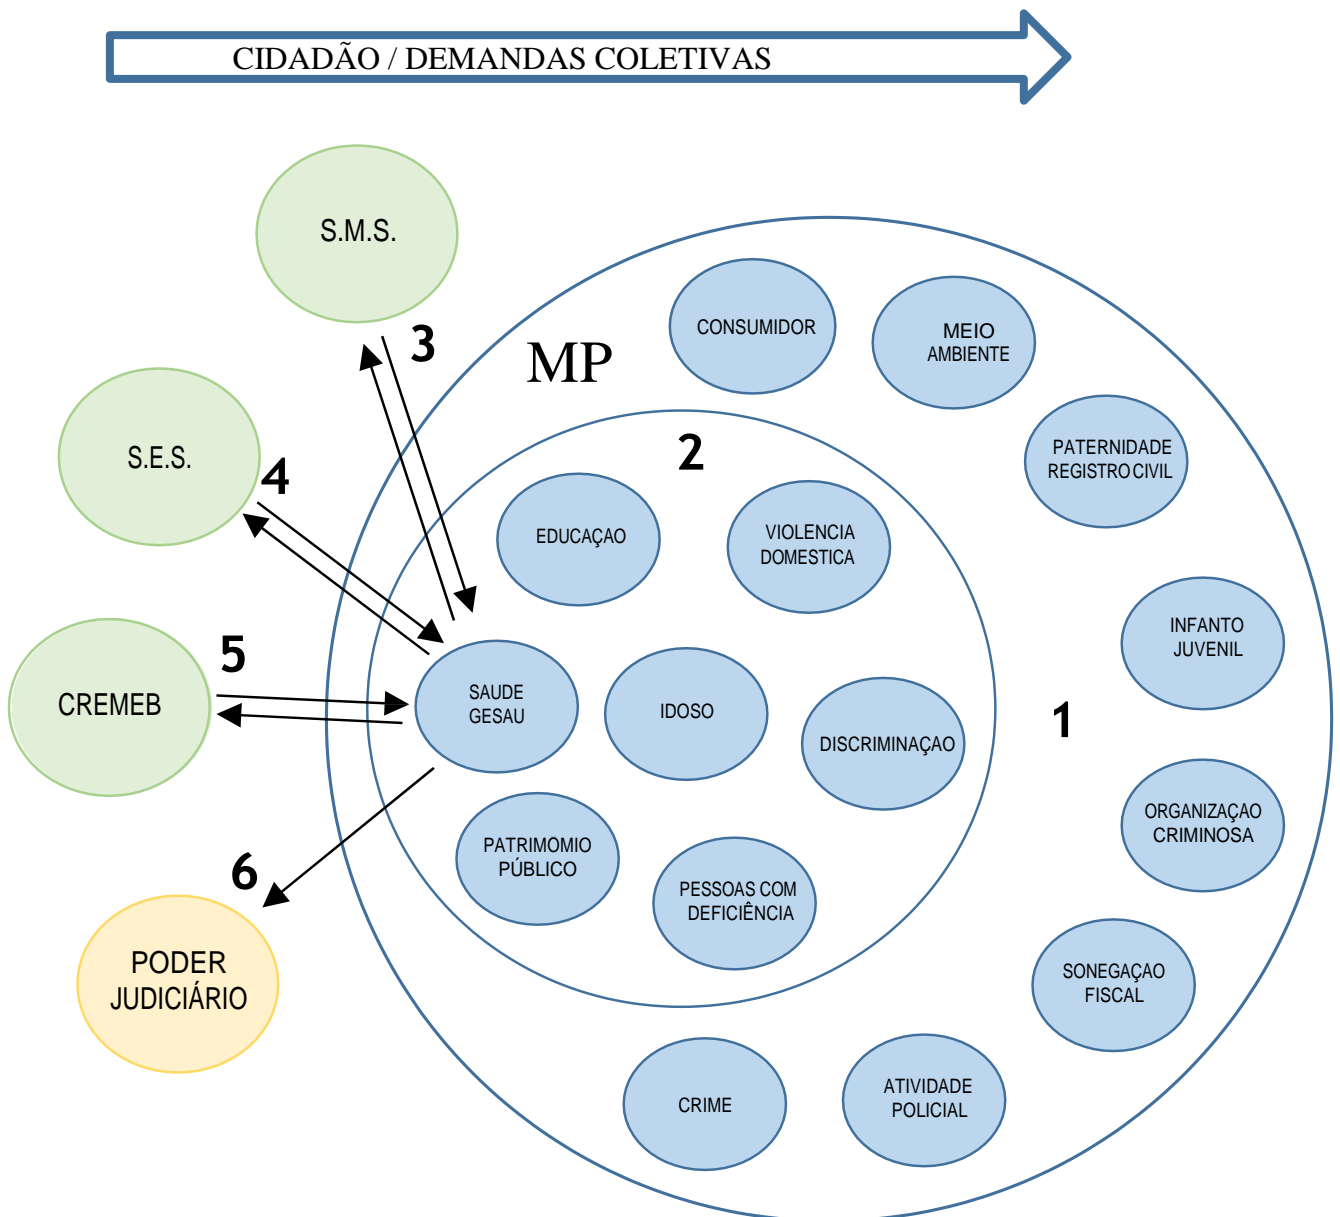 CIDADÃO / DEMANDAS COLETIVAS
S.M.S.
3
MP
CONSUMIDOR
MEIO
AMBIENTE
S.E.S.
4
2
PATERNIDADE
REGISTRO CIVIL
EDUCAÇAO
VIOLENCIA
DOMESTICA
CREMEB
5
SAUDE
GESAU
IDOSO
DISCRIMINAÇAO
1
INFANTO
JUVENIL
PATRIMOMIO
PÚBLICO
PESSOAS COM
DEFICIÊNCIA
ORGANIZAÇAO
CRIMINOSA
6
PODER
JUDICIÁRIO
SONEGAÇAO
FISCAL
CRIME
ATIVIDADE
POLICIAL